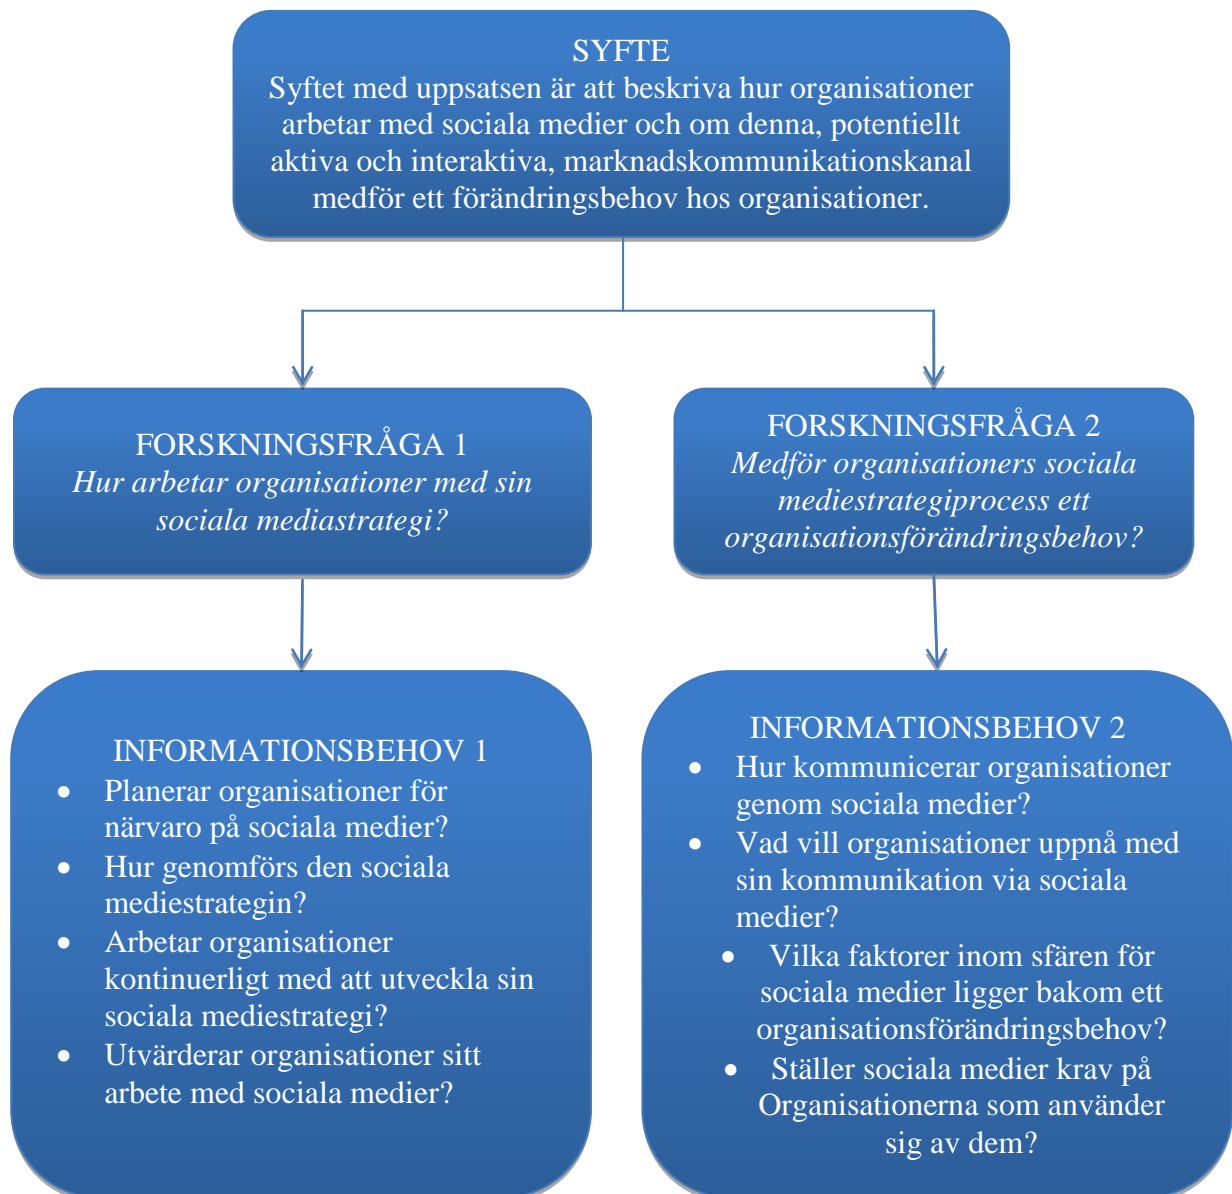 SYFTE
Syftet med uppsatsen är att beskriva hur organisationer
arbetar med sociala medier och om denna, potentiellt
aktiva och interaktiva, marknadskommunikationskanal
medför ett förändringsbehov hos organisationer.
FORSKNINGSFRÅGA 1
Hur arbetar organisationer med sin
sociala mediastrategi?
FORSKNINGSFRÅGA 2
Medför organisationers sociala
mediestrategiprocess ett
organisationsförändringsbehov?
INFORMATIONSBEHOV 1
• Planerar organisationer för
närvaro på sociala medier?
• Hur genomförs den sociala
mediestrategin?
• Arbetar organisationer
kontinuerligt med att utveckla sin
sociala mediestrategi?
• Utvärderar organisationer sitt
arbete med sociala medier?
INFORMATIONSBEHOV 2
• Hur kommunicerar organisationer
genom sociala medier?
• Vad vill organisationer uppnå med
sin kommunikation via sociala
medier?
• Vilka faktorer inom sfären för
sociala medier ligger bakom ett
organisationsförändringsbehov?
• Ställer sociala medier krav på
Organisationerna som använder
sig av dem?